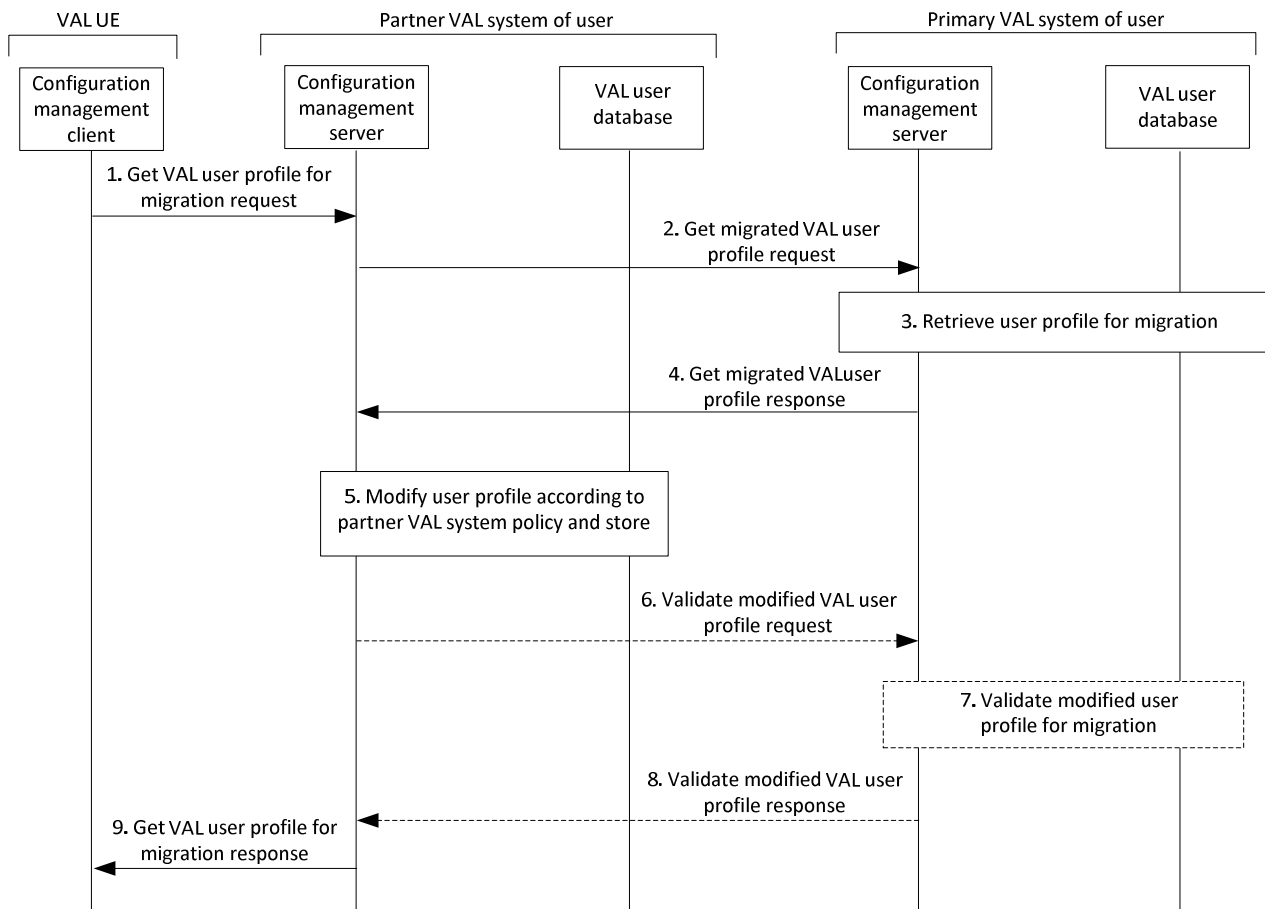 VAL UE
Partner VAL system of user
Primary VAL system of user
Configuration
management
client
Configuration
management
server
VAL user
database
Configuration
management
server
VAL user
database
1. Get VAL user profile for
migration request
2. Get migrated VAL user
profile request
3. Retrieve user profile for migration
4. Get migrated VALuser
profile response
5. Modify user profile according to
partner VAL system policy and store
6. Validate modified VAL user
profile request
7. Validate modified user
profile for migration
8. Validate modified VAL user
profile response
9. Get VAL user profile for
migration response